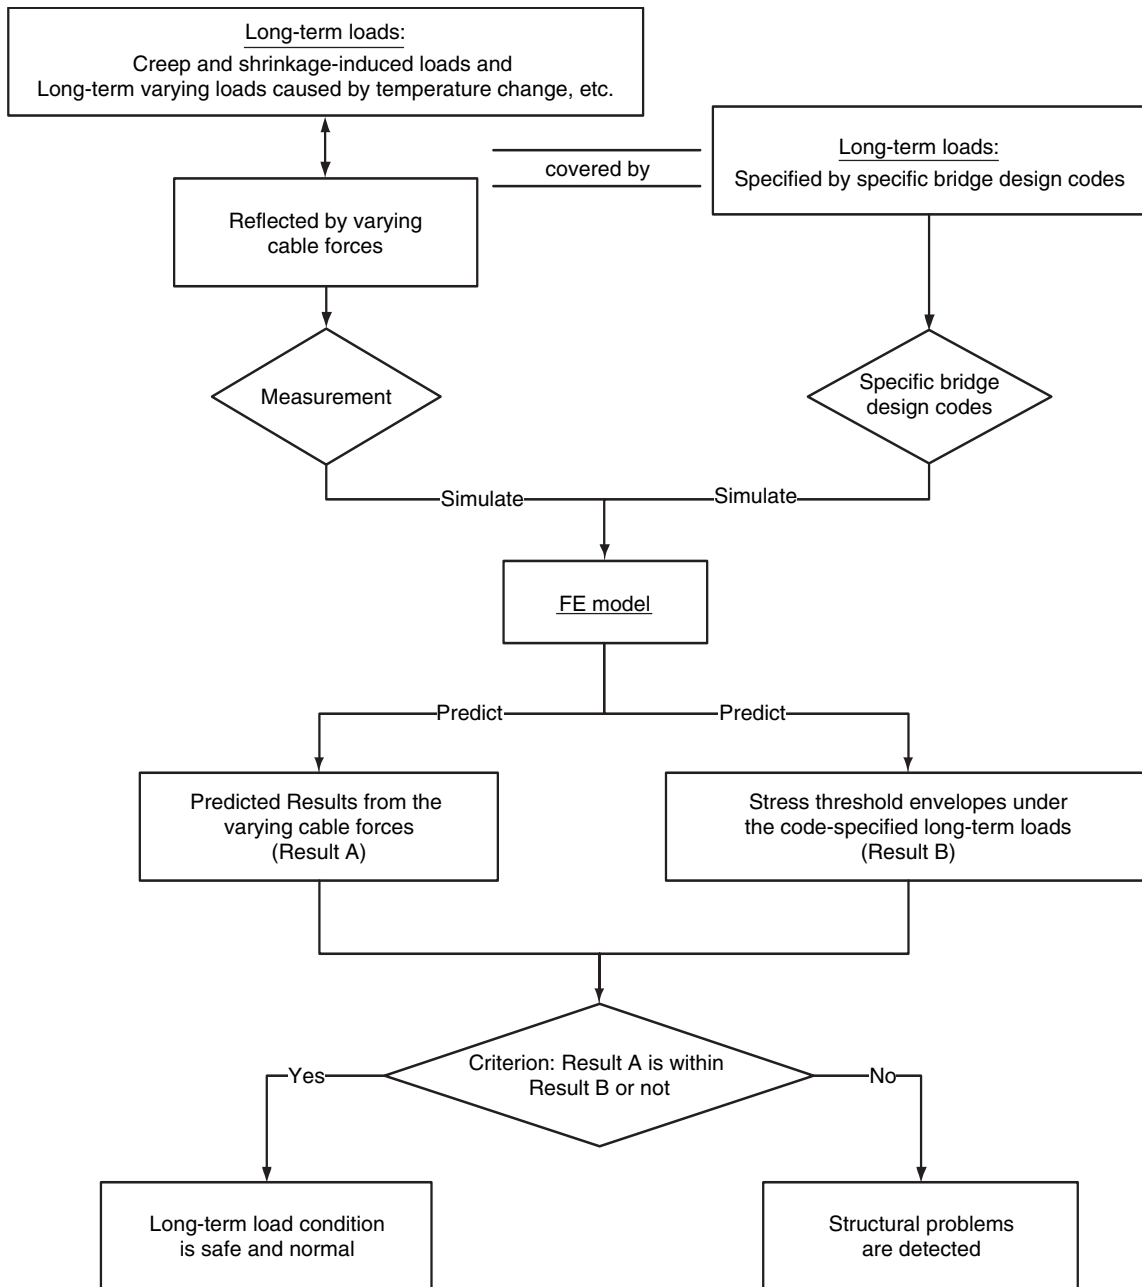 Long-term loads:
Creep and shrinkage-induced loads and
Long-term varying loads caused by temperature change, etc.
Long-term loads:
Specified by specific bridge design codes
covered by
Reflected by varying
cable forces
Measurement
Specific bridge
design codes
Simulate
Simulate
FE model
Predict
Predict
Predicted Results from the
varying cable forces
(Result A)
Stress threshold envelopes under
the code-specified long-term loads
(Result B)
Criterion: Result A is within
Result B or not
Yes
No
Long-term load condition
is safe and normal
Structural problems
are detected